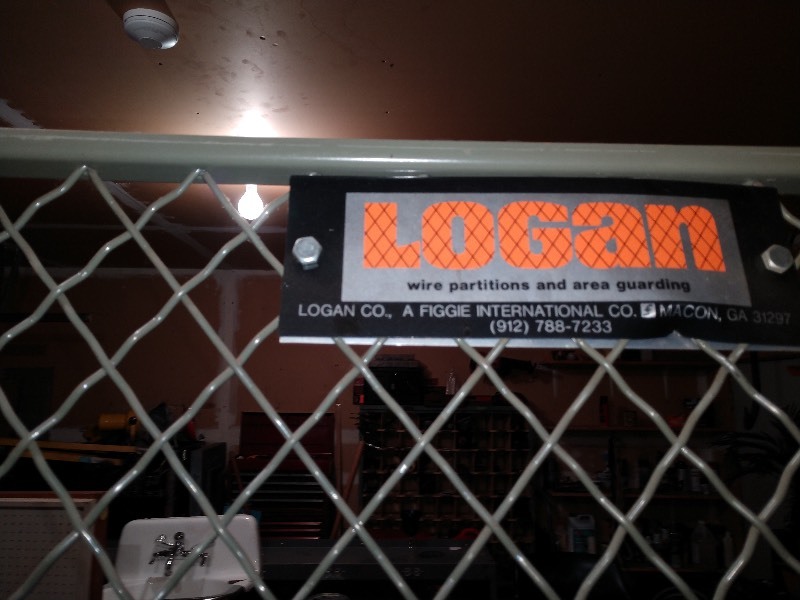 LOGan
wire partitions and area guarding
LOGAN CO., A FIGGIE INTERNATIONAL CO. MACON, GA 31297
(912) 788-7233